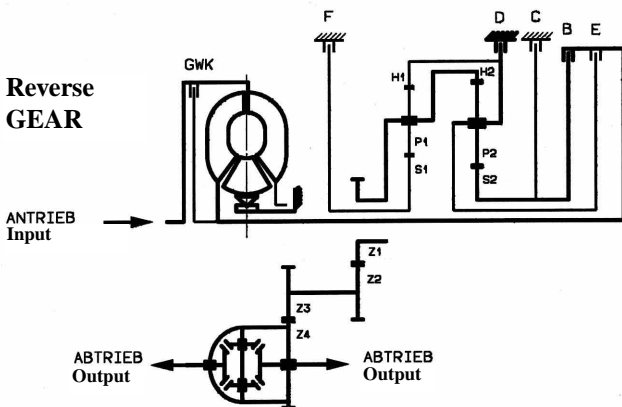 F
D
C
B E
GWK
H1
H2
Reverse
GEAR
P1
S1
P2
S2
ANTRIEB
Input
Z1
Z2
Z3
Z4
ABTRIEB
Output
ABTRIEB
Output